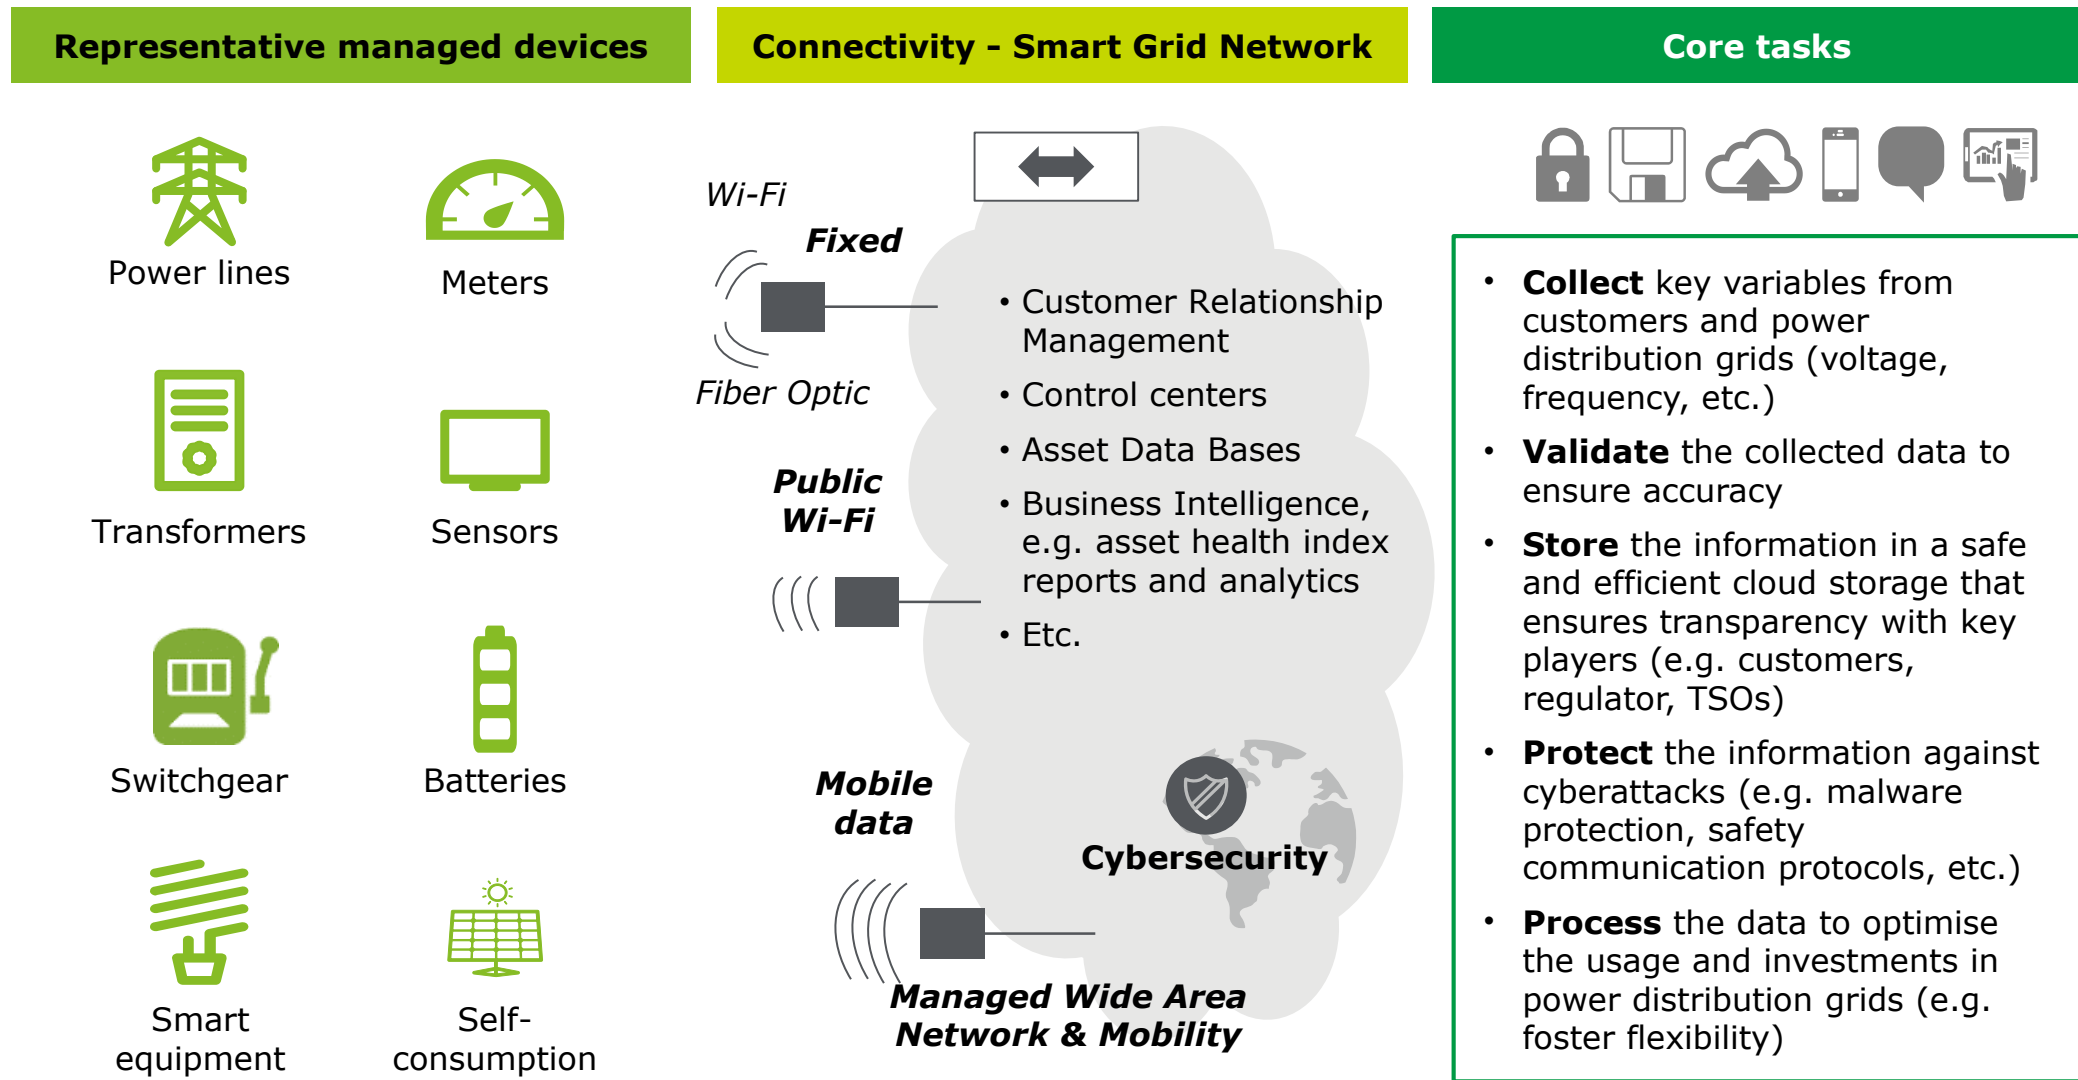 Representative managed devices
Power lines
Meters
Transformers
Sensors
Switchgear
Batteries
Smart
equipment
Self-
consumption
Connectivity - Smart Grid Network
Wi-Fi
Fixed
Fiber Optic
Public
Wi-Fi
Mobile
data
• Customer Relationship
Management
• Control centers
• Asset Data Bases
• Business Intelligence,
e.g. asset health index
reports and analytics
• Etc.
Cybersecurity
Managed Wide Area
Network & Mobility
Core tasks
• Collect key variables from
customers and power
distribution grids (voltage,
frequency, etc.)
• Validate the collected data to
ensure accuracy
• Store the information in a safe
and efficient cloud storage that
ensures transparency with key
players (e.g. customers,
regulator, TSOs)
• Protect the information against
cyberattacks (e.g. malware
protection, safety
communication protocols, etc.)
• Process the data to optimise
the usage and investments in
power distribution grids (e.g.
foster flexibility)